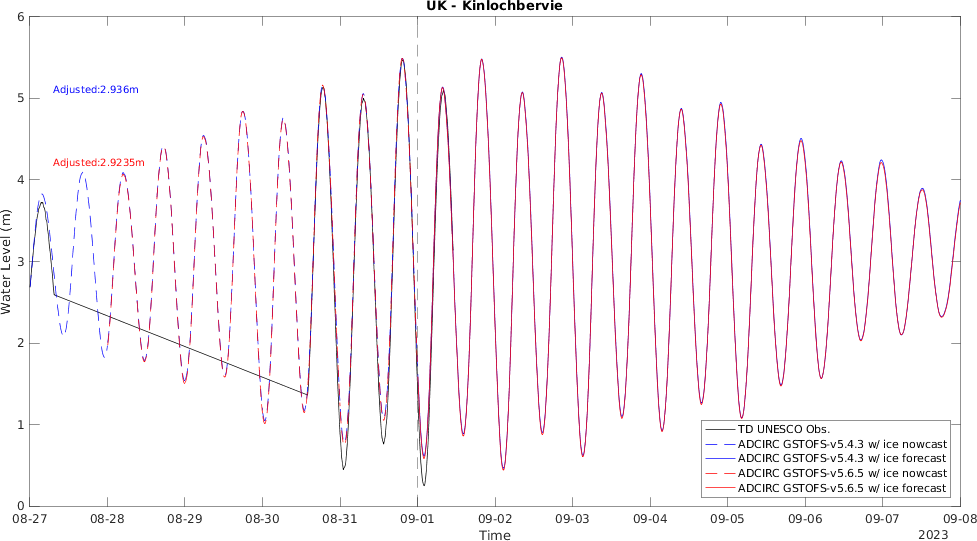 UK - Kinlochbervie
6
5
4
3
2
1
0
Water Level (m)
Adjusted:2.936m
Adjusted:2.9235m
TD UNESCO Obs.
ADCIRC GSTOFS-v5.4.3 w/ ice nowcast
ADCIRC GSTOFS-v5.4.3 w/ ice forecast
ADCIRC GSTOFS-v5.6.5 w/ ice nowcast
ADCIRC GSTOFS-v5.6.5 w/ ice forecast
08-27 08-28 08-29 08-30 08-31 09-01 09-02 09-03 09-04 09-05 09-06 09-07 09-08
Time
2023